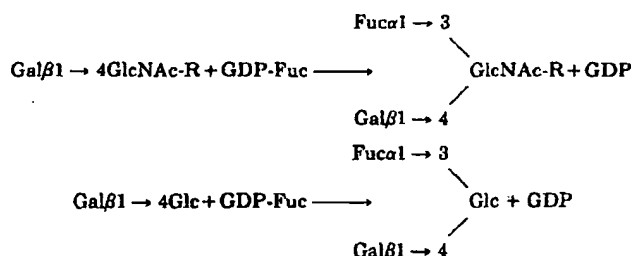 Fucα1 → 3
Galβ1 → 4GlcNAc-R + GDP-Fuc ⟶ GlcNAc-R + GDP
Galβ1 → 4
Fucα1 → 3
Galβ1 → 4Glc + GDP-Fuc ⟶ Glc + GDP
Galβ1 → 4